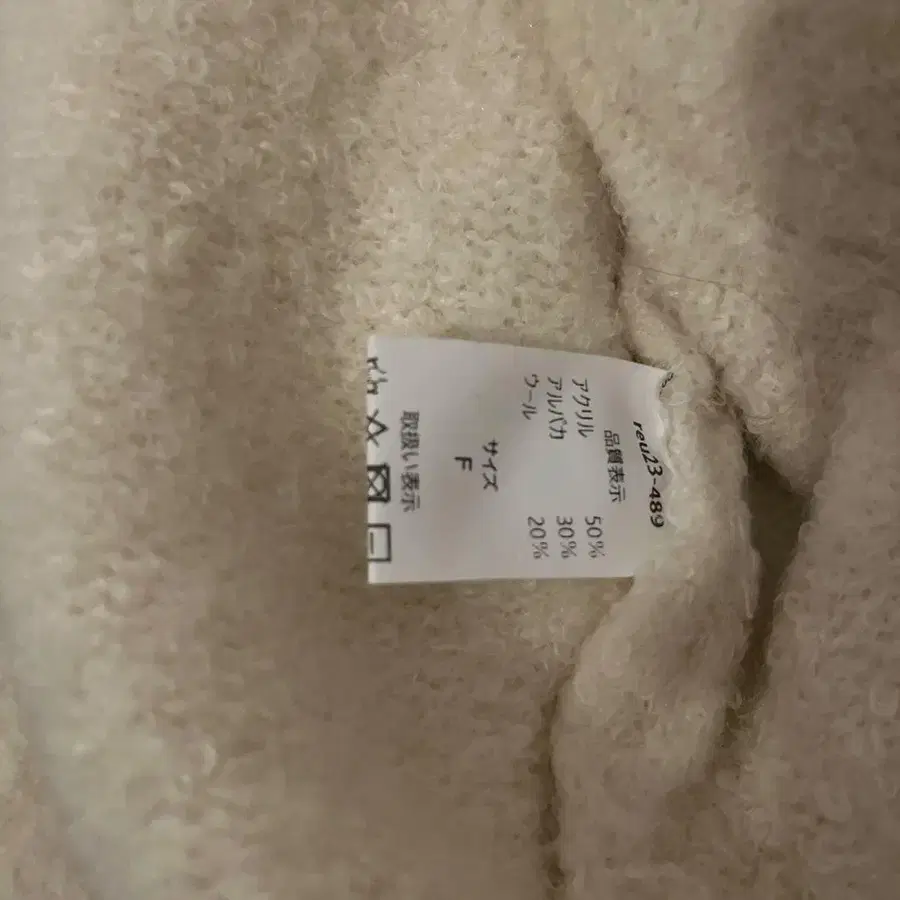 reu23-489
品質表示
アクリル 50%
アルパカ 30%
ウール 20%
サイズ
F
取扱い表示